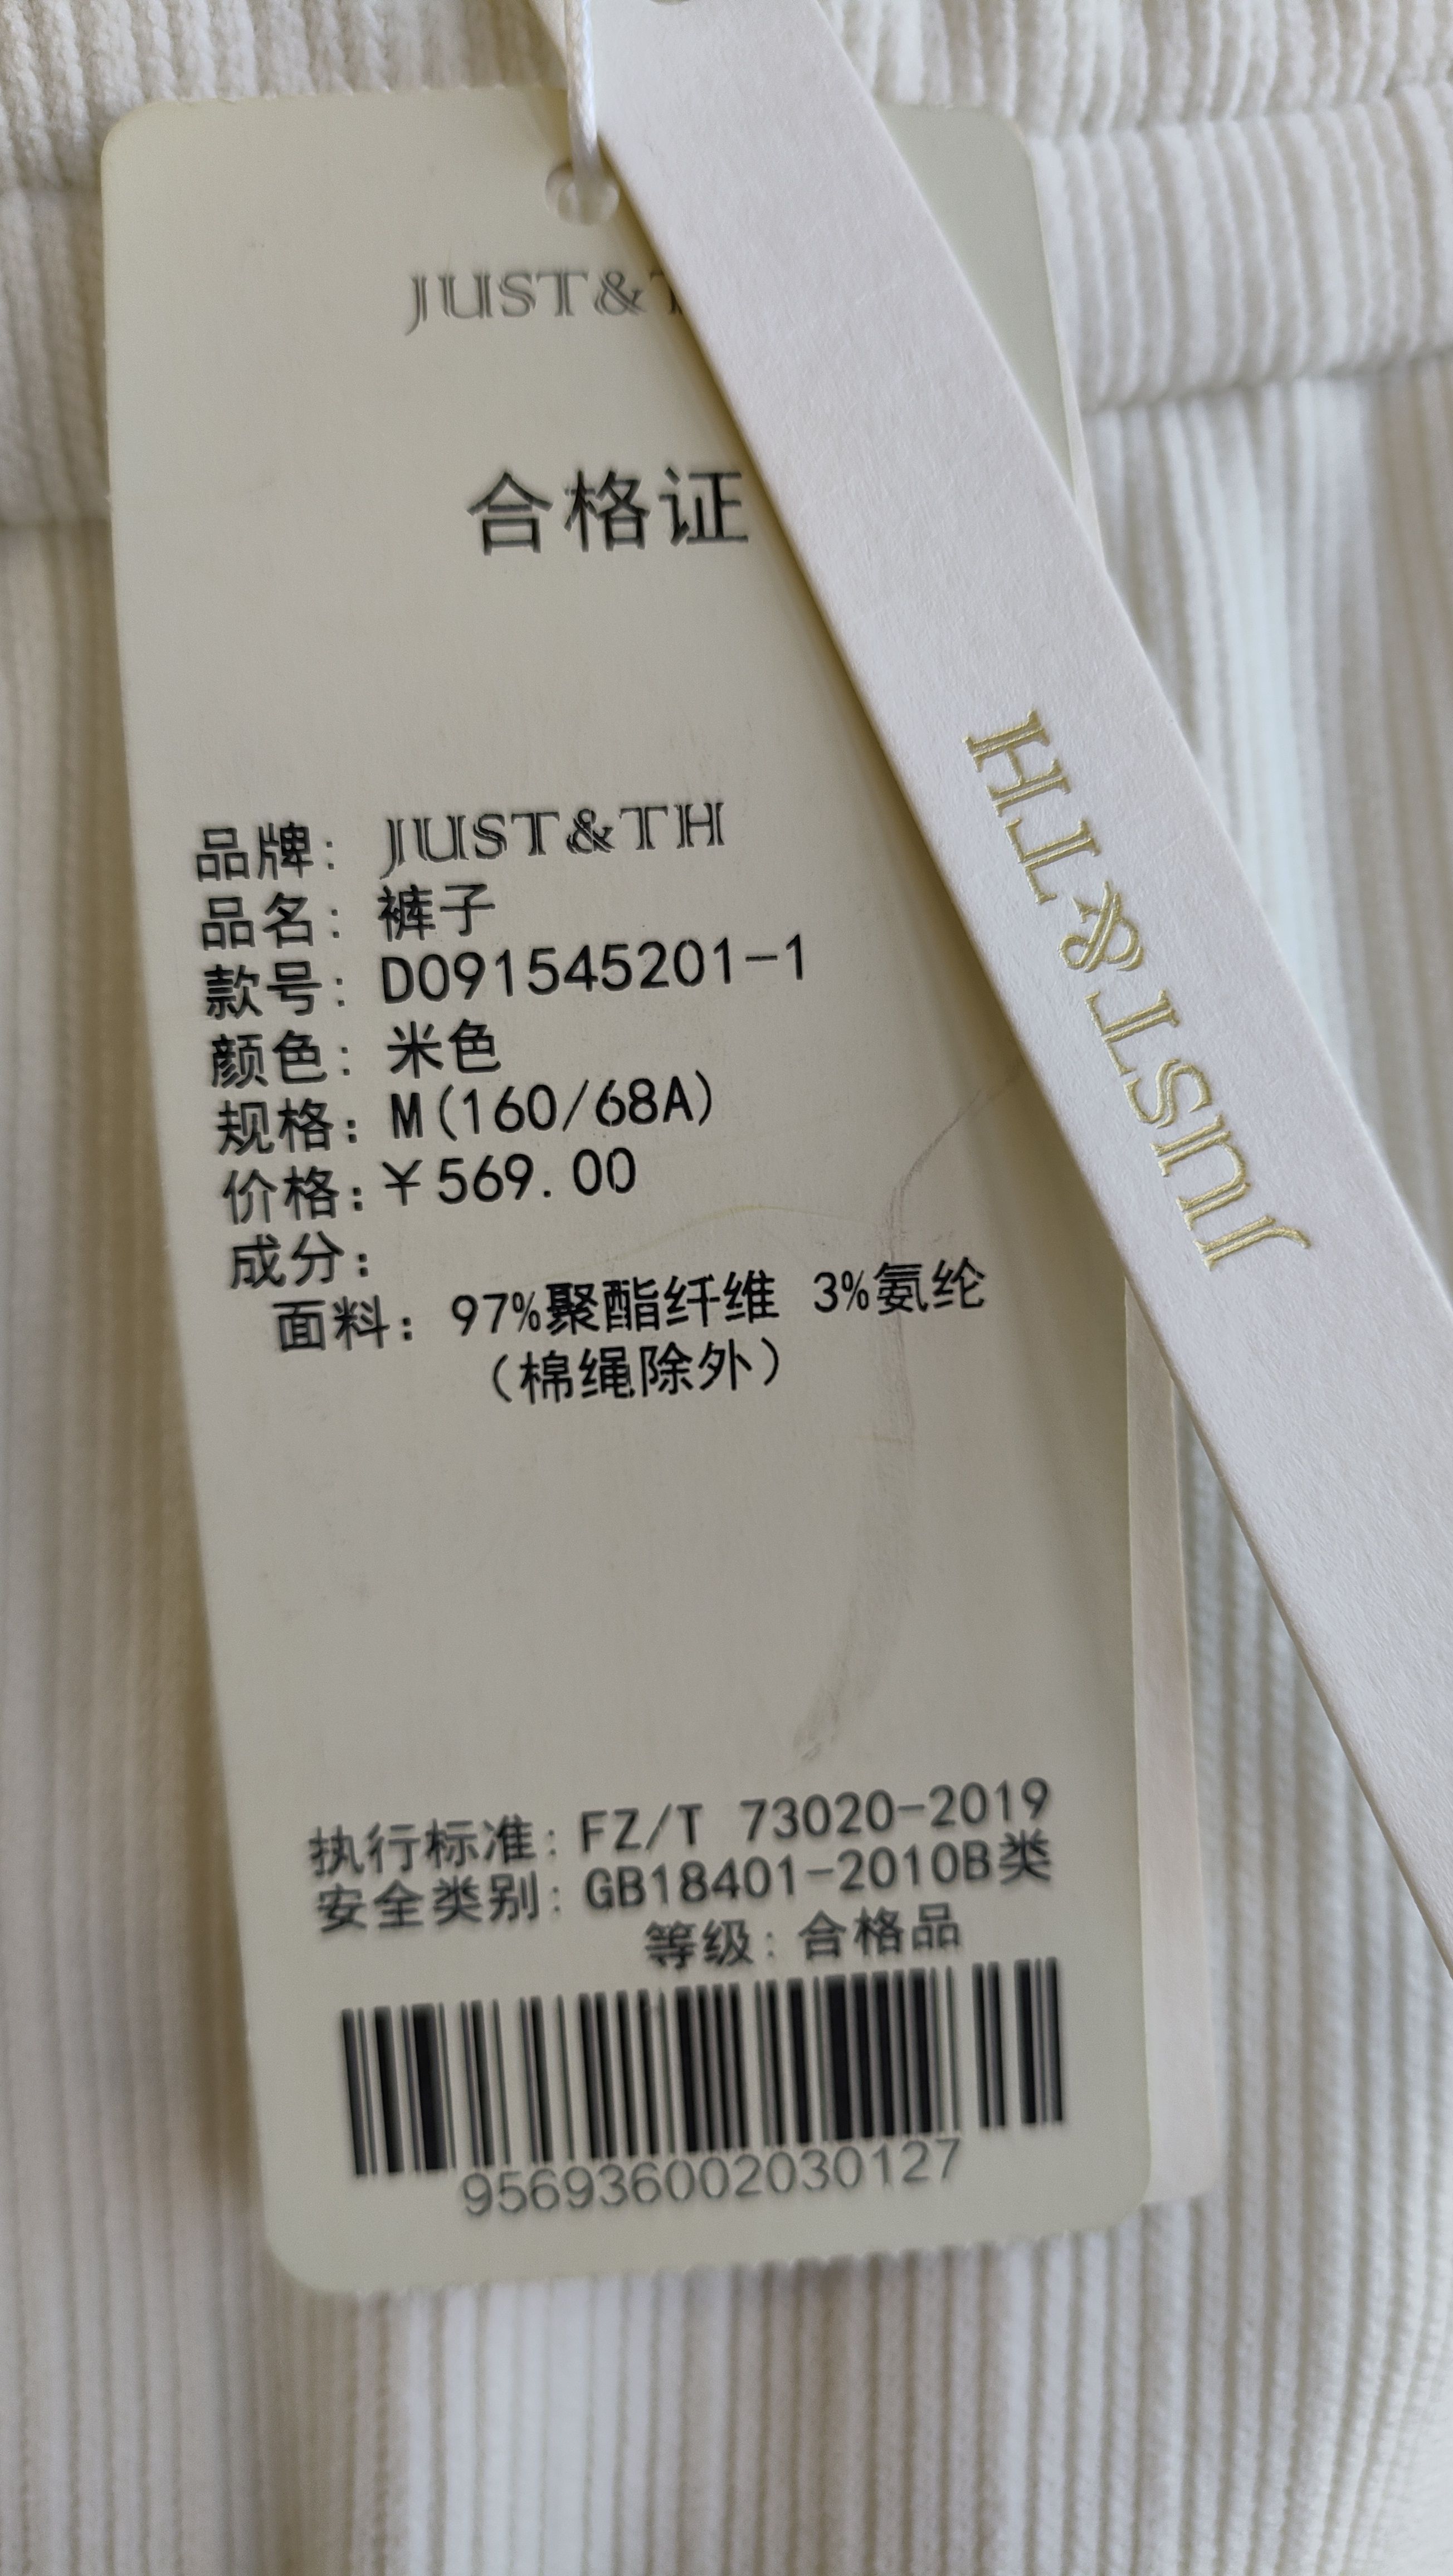 JUST&T
合格证
品牌: JUST&TH
品名: 裤子
款号: D091545201-1
颜色: 米色
规格: M(160/68A)
价格:￥569.00
成分:
面料: 97%聚酯纤维 3%氨纶
(棉绳除外)
执行标准: FZ/T 73020-2019
安全类别: GB18401-2010B类
等级: 合格品
956936002030127
JUST&TH